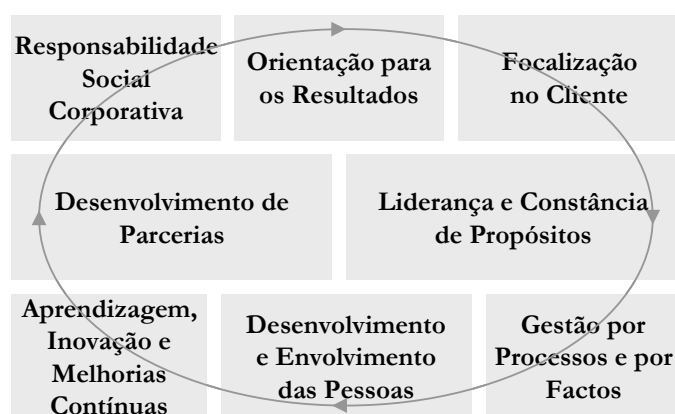 Responsabilidade
Social
Corporativa
Orientação para
os Resultados
Focalização
no Cliente
Desenvolvimento de
Parcerias
Liderança e Constância
de Propósitos
Aprendizagem,
Inovação e
Melhorias
Contínuas
Desenvolvimento
e Envolvimento
das Pessoas
Gestão por
Processos e por
Factos